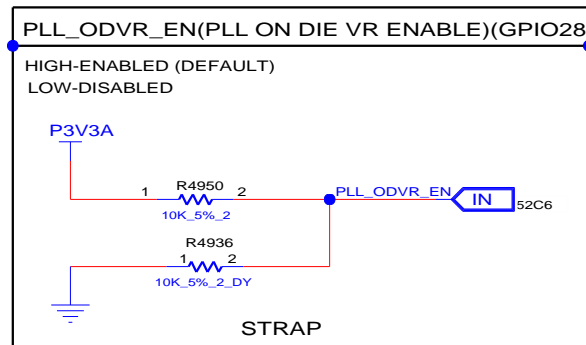 PLL_ODVR_EN(PLL ON DIE VR ENABLE)(GPIO28
HIGH-ENABLED (DEFAULT)
LOW-DISABLED
P3V3A
R4950
1 2
10K_5%_2
PLL_ODVR_EN
IN
52C6
R4936
1 2
10K_5%_2_DY
STRAP